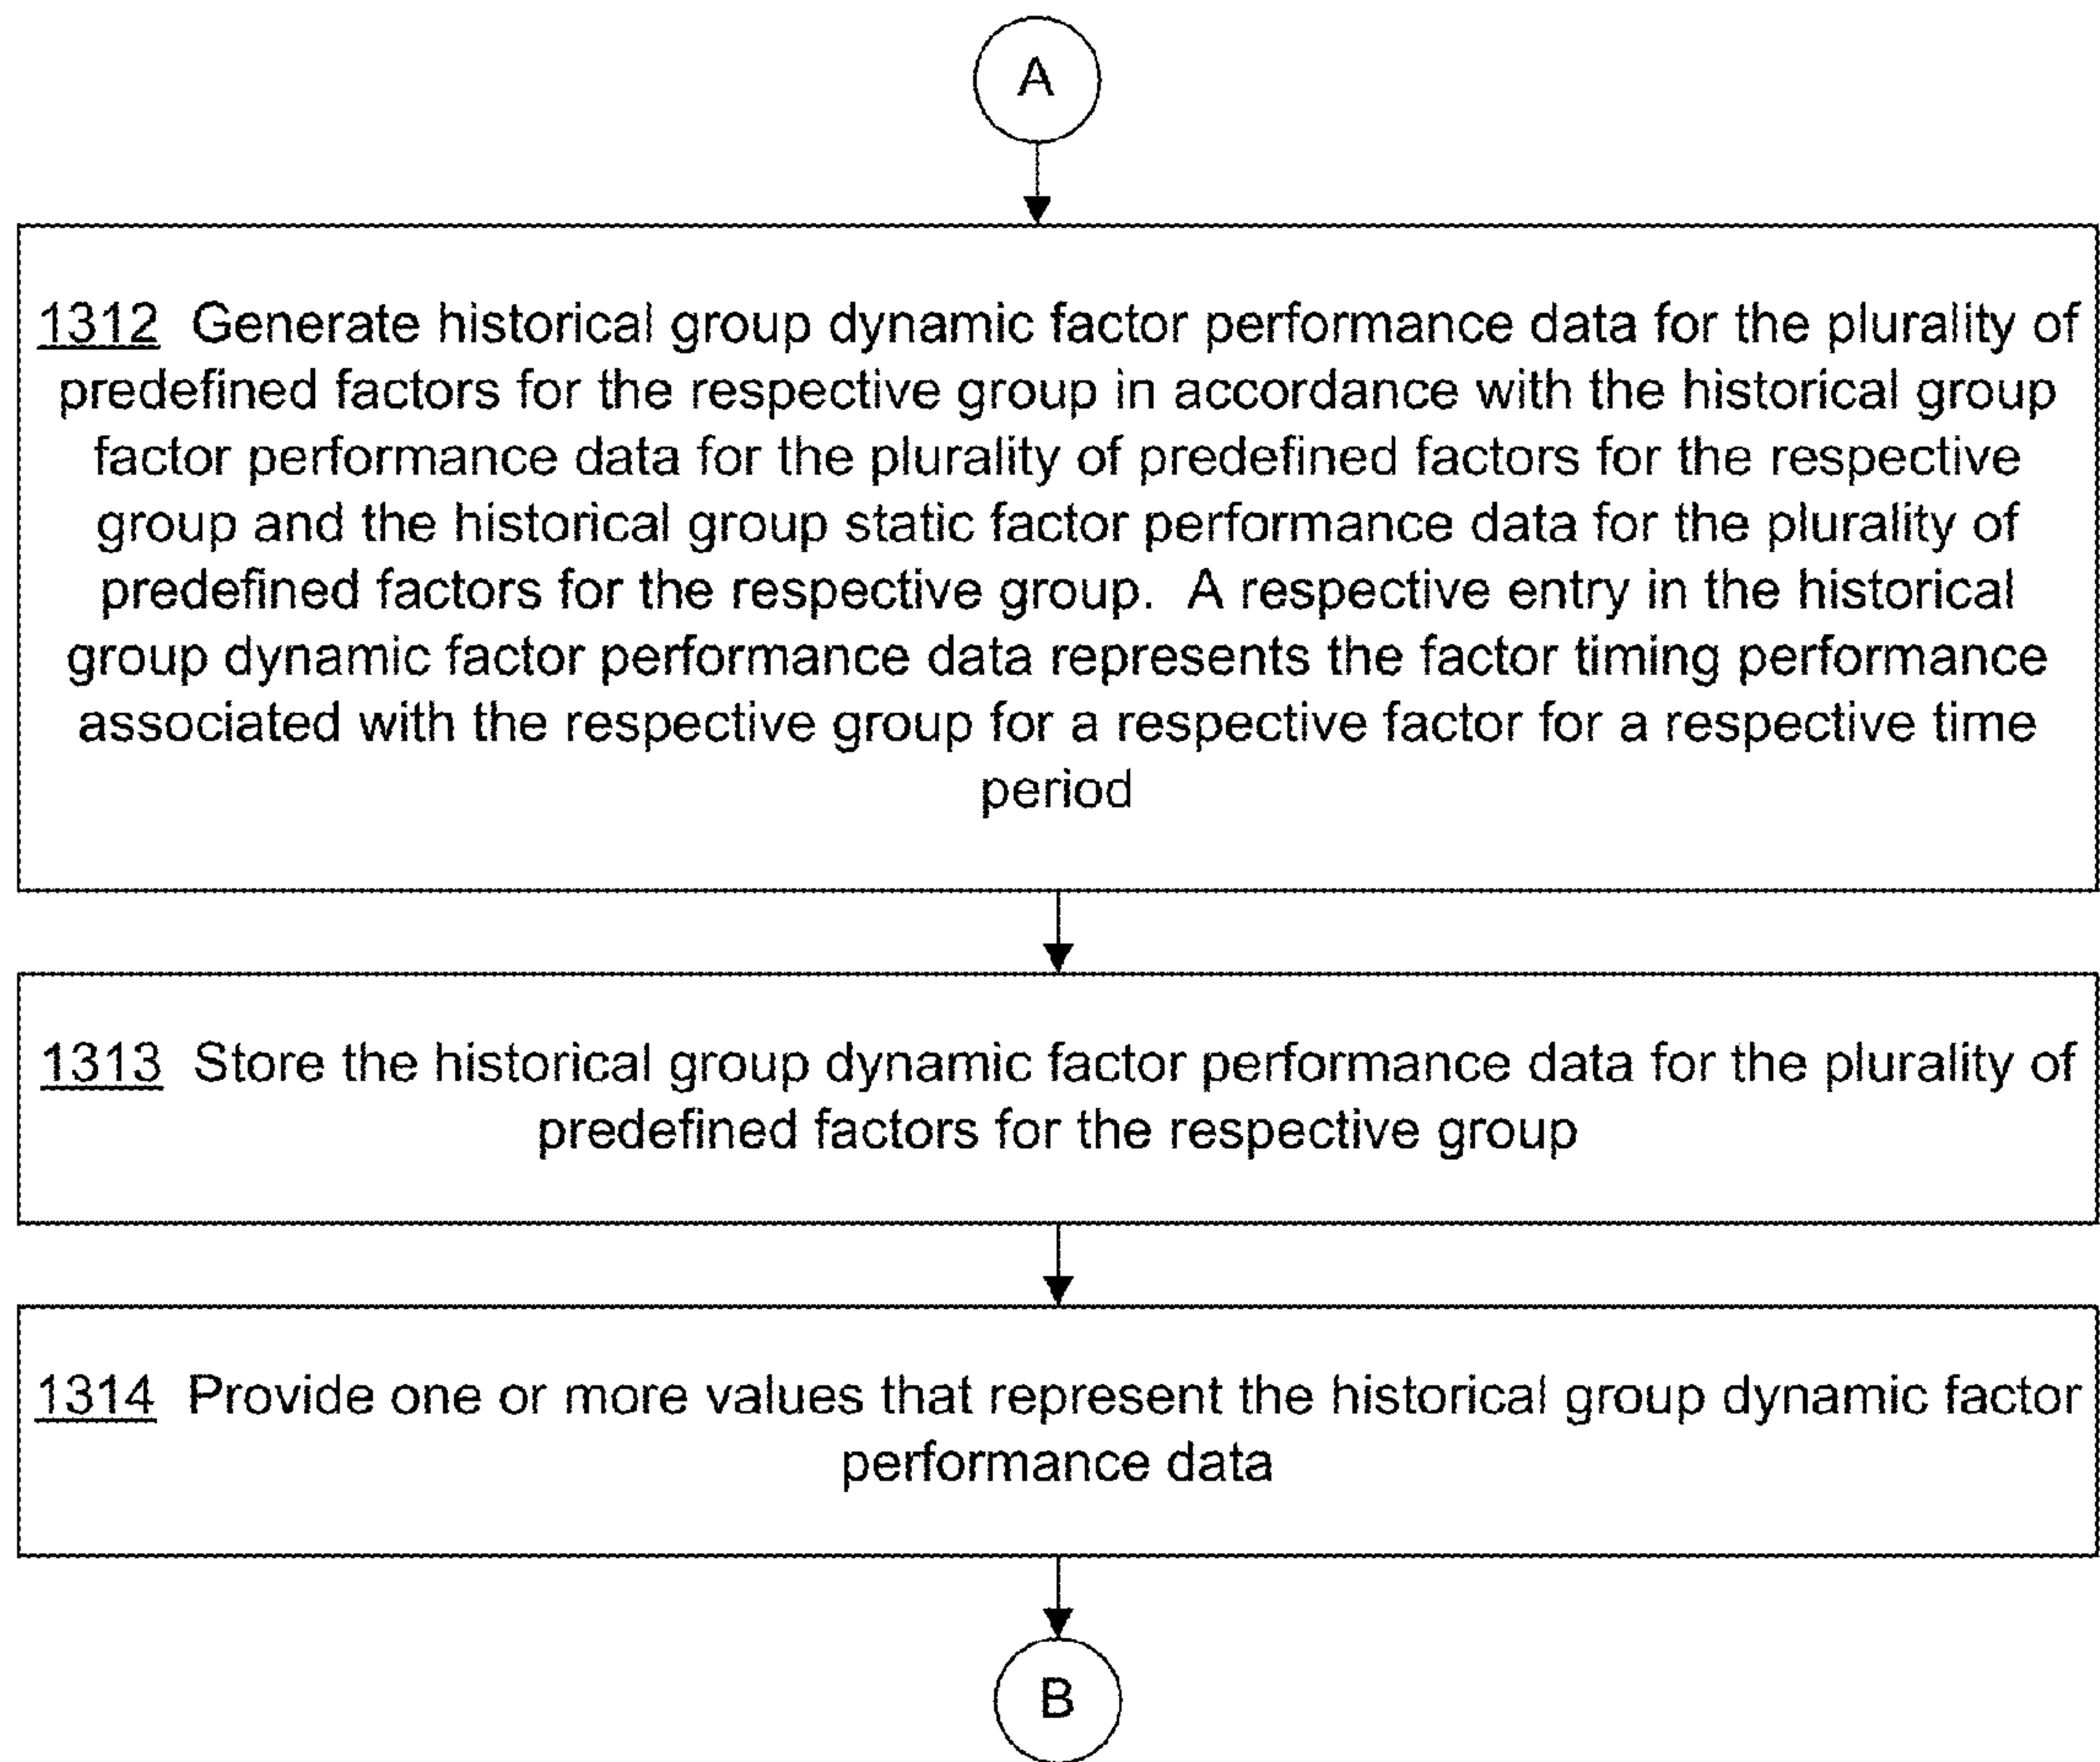 A
1312 Generate historical group dynamic factor performance data for the plurality of
predefined factors for the respective group in accordance with the historical group
factor performance data for the plurality of predefined factors for the respective
group and the historical group static factor performance data for the plurality of
predefined factors for the respective group. A respective entry in the historical
group dynamic factor performance data represents the factor timing performance
associated with the respective group for a respective factor for a respective time
period
1313 Store the historical group dynamic factor performance data for the plurality of
predefined factors for the respective group
1314 Provide one or more values that represent the historical group dynamic factor
performance data
B